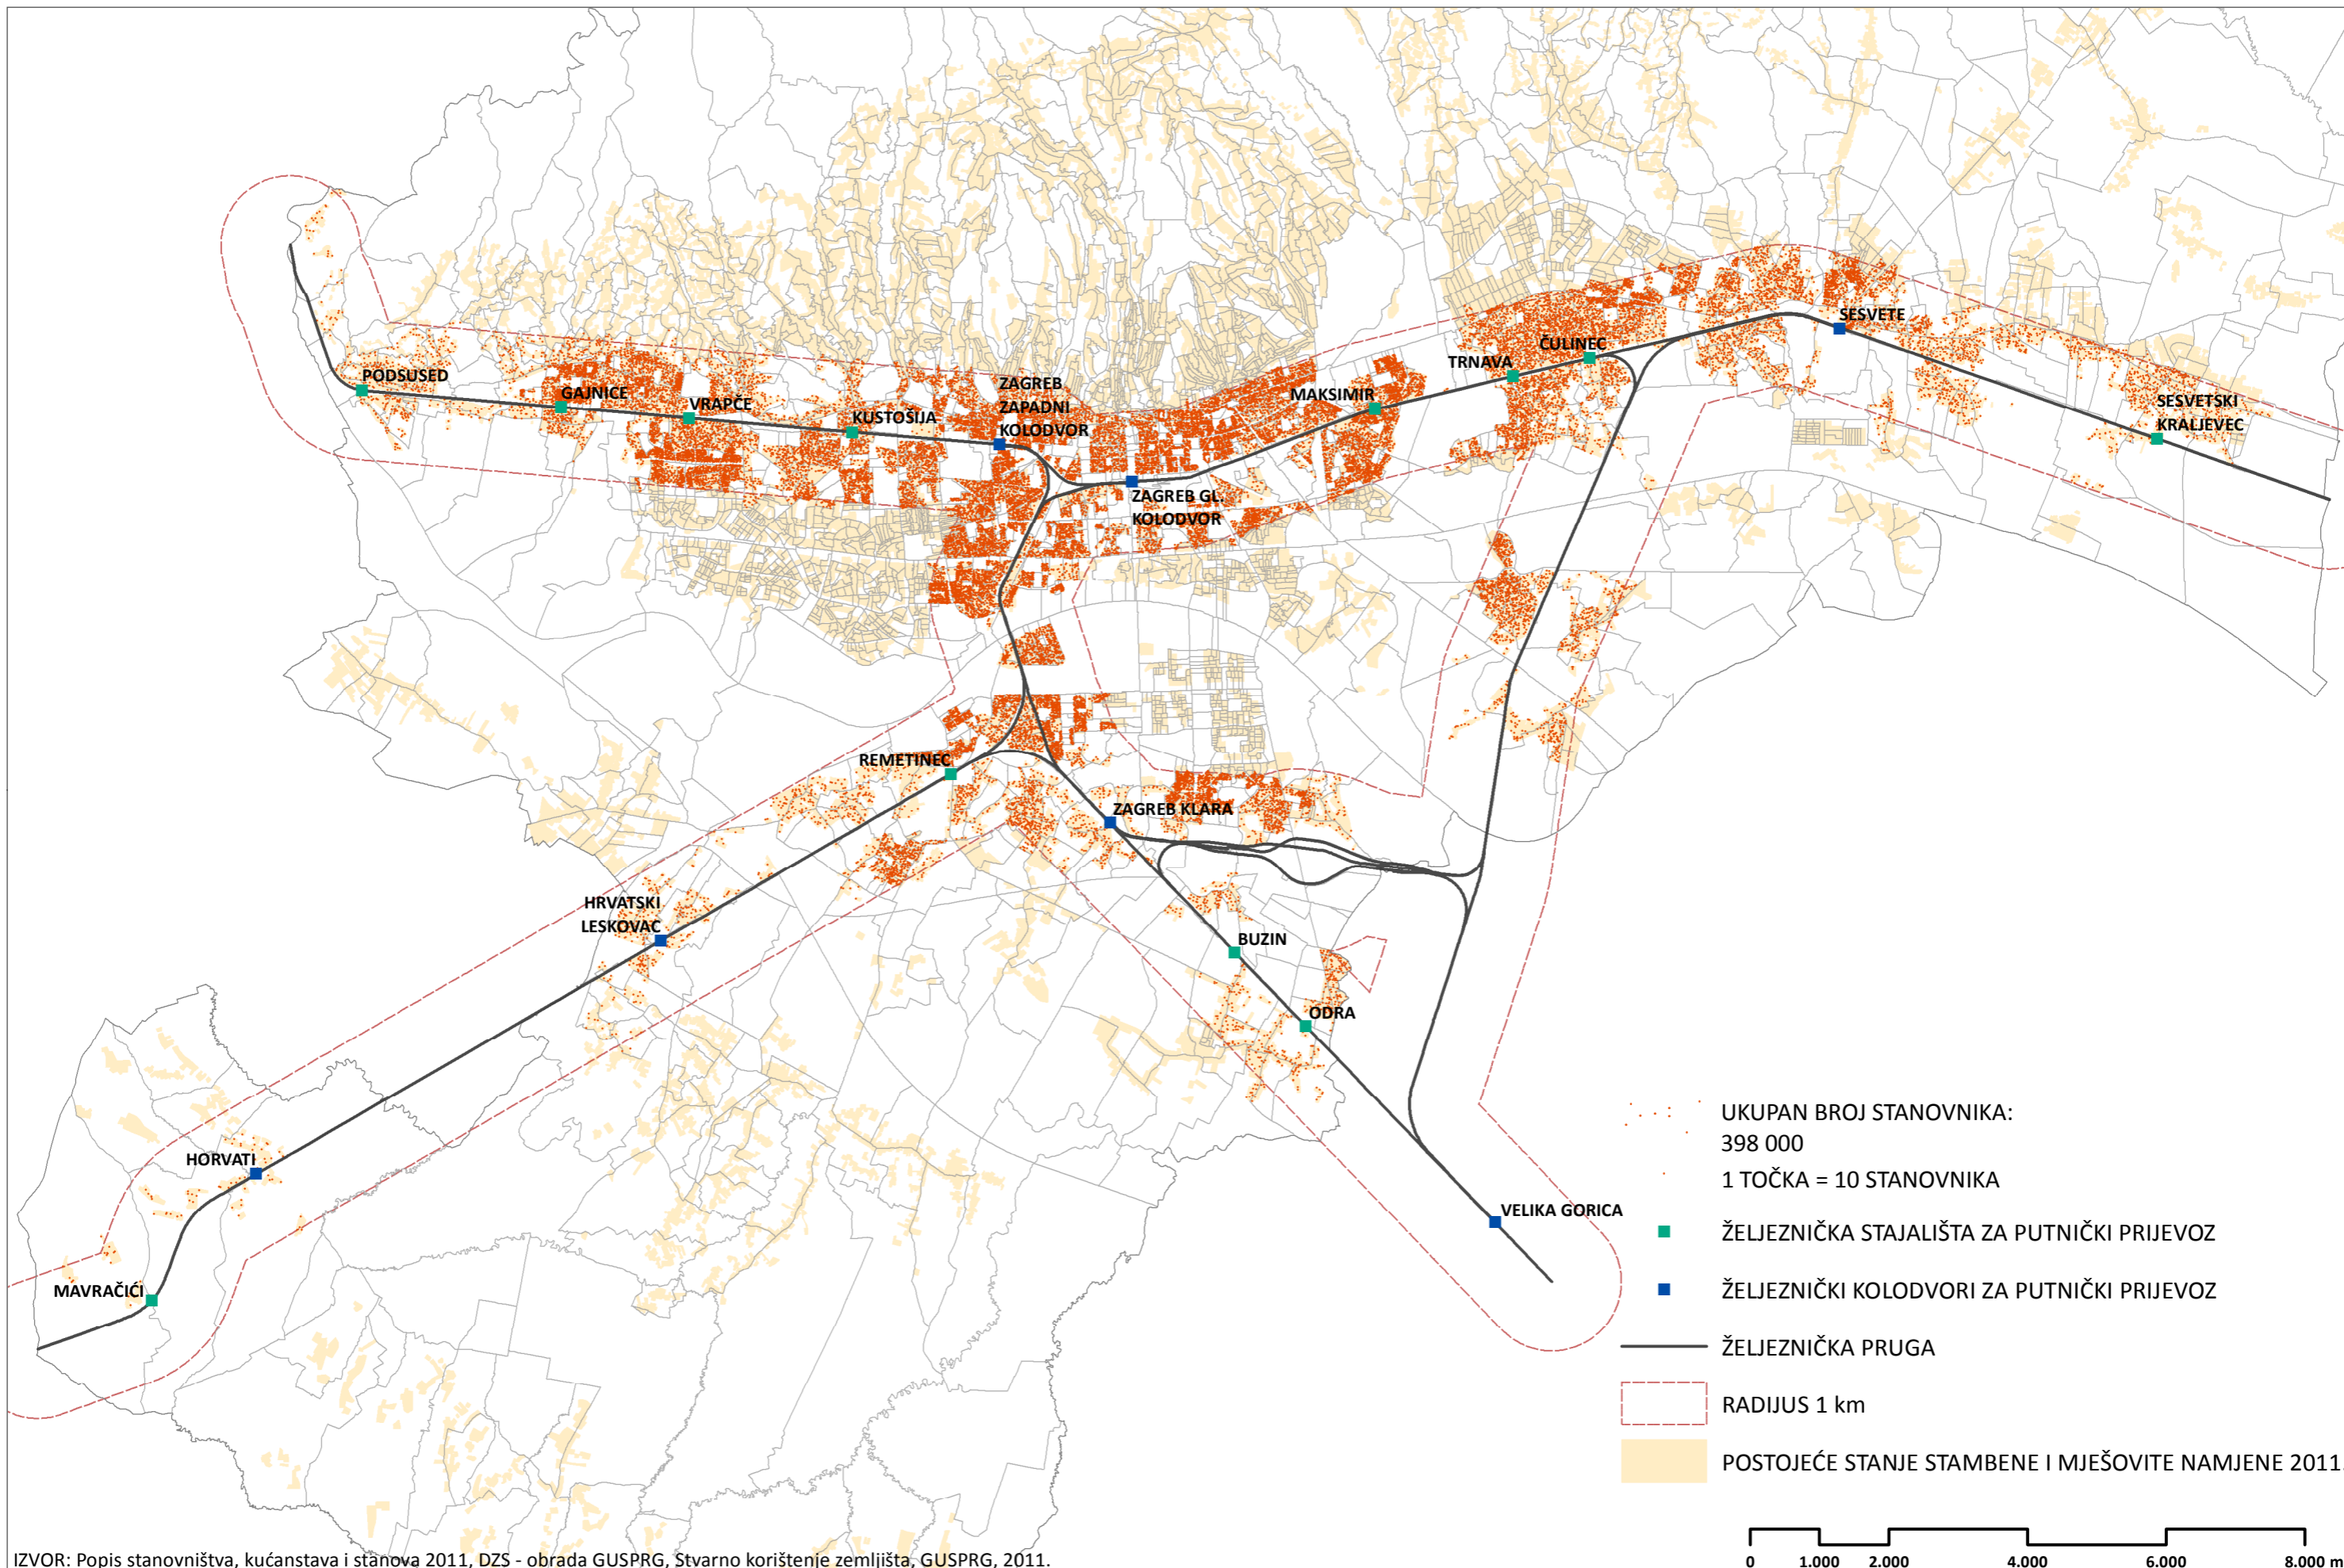 SESVETE
ČULINEC
TRNAVA
PODSUSED
GAJNICE
VRAPČE
ZAGREB
ZAPADNI
KOLODVOR
KUSTOŠIJA
MAKSIMIR
SESVETSKI
KRALJEVEC
ZAGREB GL.
KOLODVOR
REMETINEC
ZAGREB KLARA
HRVATSKI
LESKOVAC
BUZIN
ODRA
HORVATI
VELIKA GORICA
MAVRAČIĆI
UKUPAN BROJ STANOVNIKA:
398 000
1 TOČKA = 10 STANOVNIKA
ŽELJEZNIČKA STAJALIŠTA ZA PUTNIČKI PRIJEVOZ
ŽELJEZNIČKI KOLODVORI ZA PUTNIČKI PRIJEVOZ
ŽELJEZNIČKA PRUGA
RADIJUS 1 km
POSTOJEĆE STANJE STAMBENE I MJEŠOVITE NAMJENE 2011.
0 1.000 2.000 4.000 6.000 8.000 m
IZVOR: Popis stanovništva, kućanstava i stanova 2011, DZS - obrada GUSPRG, Stvarno korištenje zemljišta, GUSPRG, 2011.